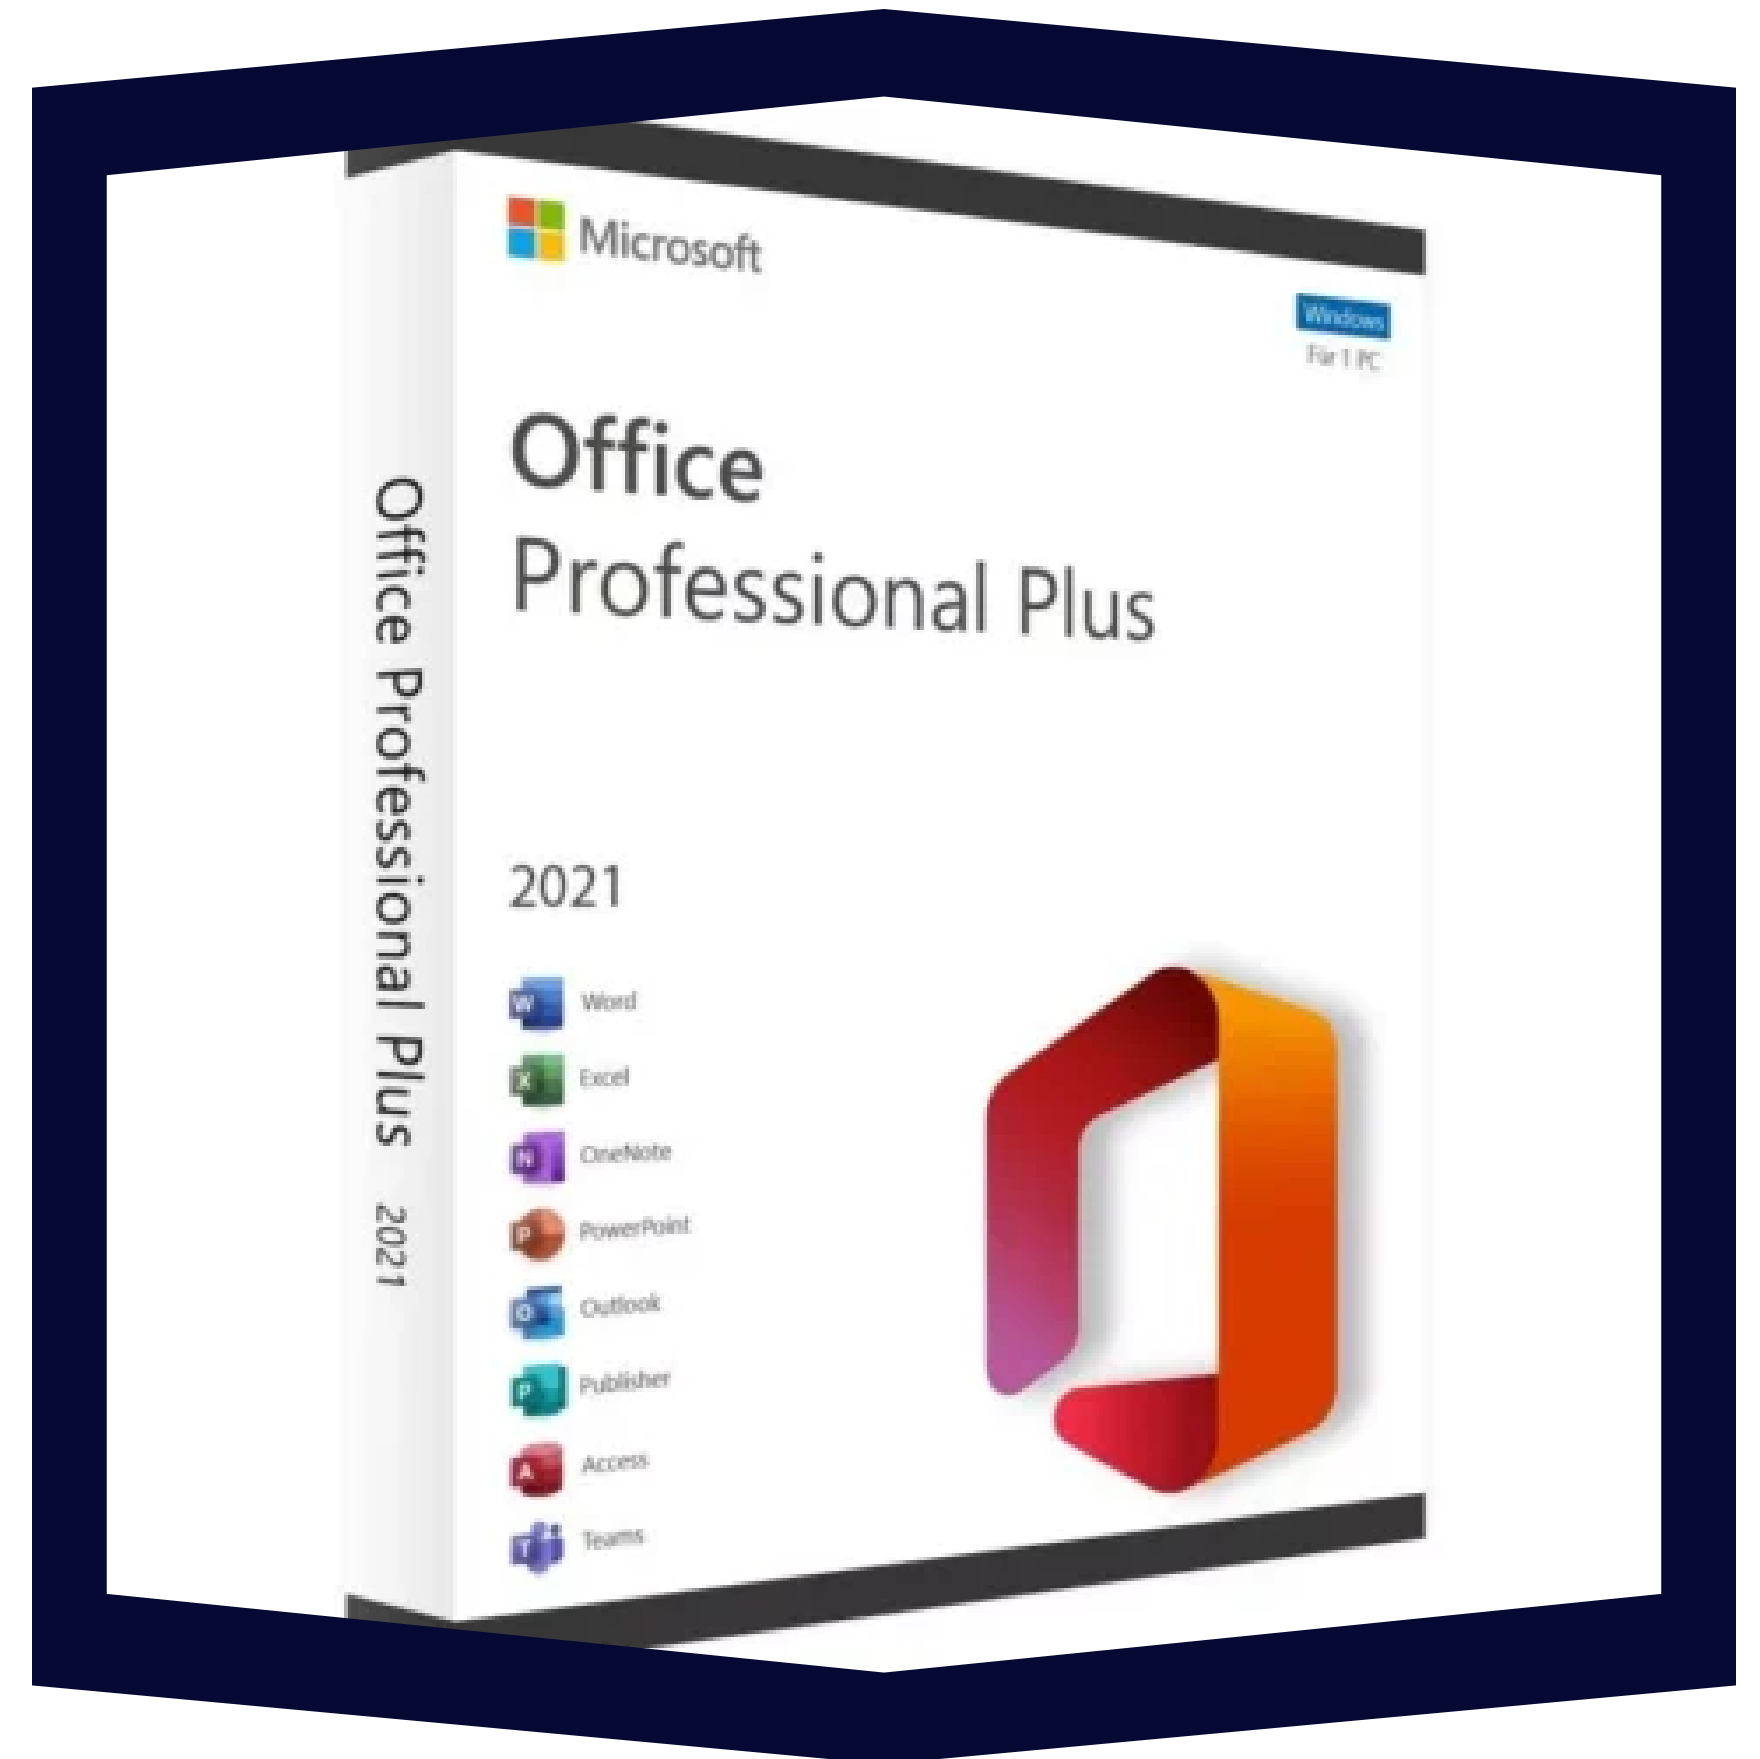 Microsoft
Windows
Für 1 PC
Office
Professional Plus
2021
Word
Excel
OneNote
PowerPoint
Outlook
Publisher
Access
Teams
Office Professional Plus 2021